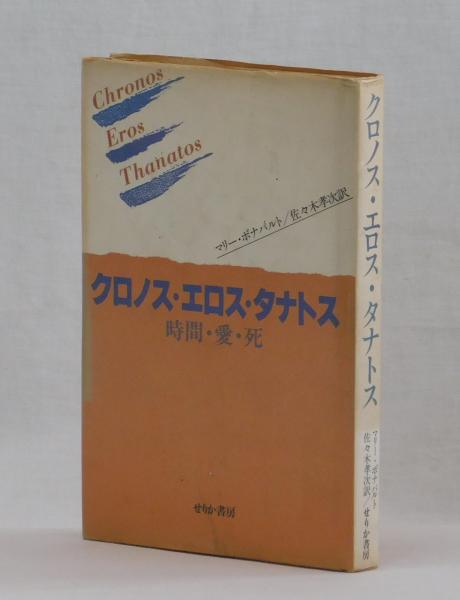 Chronos
Eros
Thanatos
マリー・ボナパルト/佐々木孝次訳
クロノス・エロス・タナトス
時間・愛・死
せりか書房
クロノス・エロス・タナトス
マリー・ボナパルト
佐々木孝次訳/せりか書房